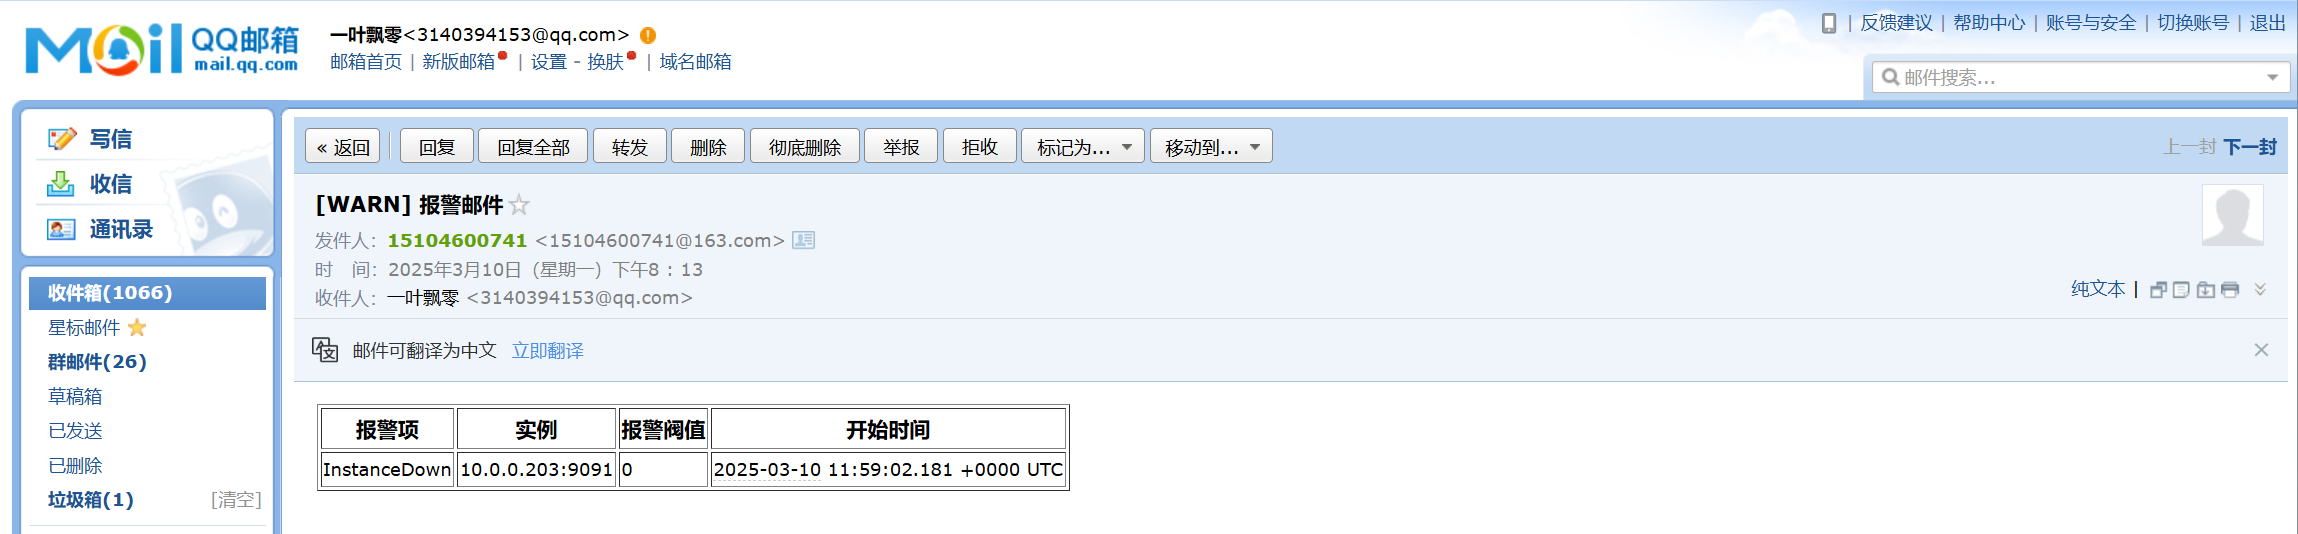 Mail QQ邮箱 mail.qq.com
一叶飘零<3140394153@qq.com>
邮箱首页 | 新版邮箱 | 设置 - 换肤 | 域名邮箱
| 反馈建议 | 帮助中心 | 账号与安全 | 切换账号 | 退出
邮件搜索...
写信
收信
通讯录
收件箱(1066)
星标邮件
群邮件(26)
草稿箱
已发送
已删除
垃圾箱(1) [清空]
« 返回 回复 回复全部 转发 删除 彻底删除 举报 拒收 标记为... 移动到... 上一封 下一封
[WARN] 报警邮件
发件人：15104600741 <15104600741@163.com>
时 间：2025年3月10日（星期一）下午8：13
收件人：一叶飘零 <3140394153@qq.com>
纯文本 |
邮件可翻译为中文 立即翻译
报警项 实例 报警阀值 开始时间
InstanceDown 10.0.0.203:9091 0 2025-03-10 11:59:02.181 +0000 UTC